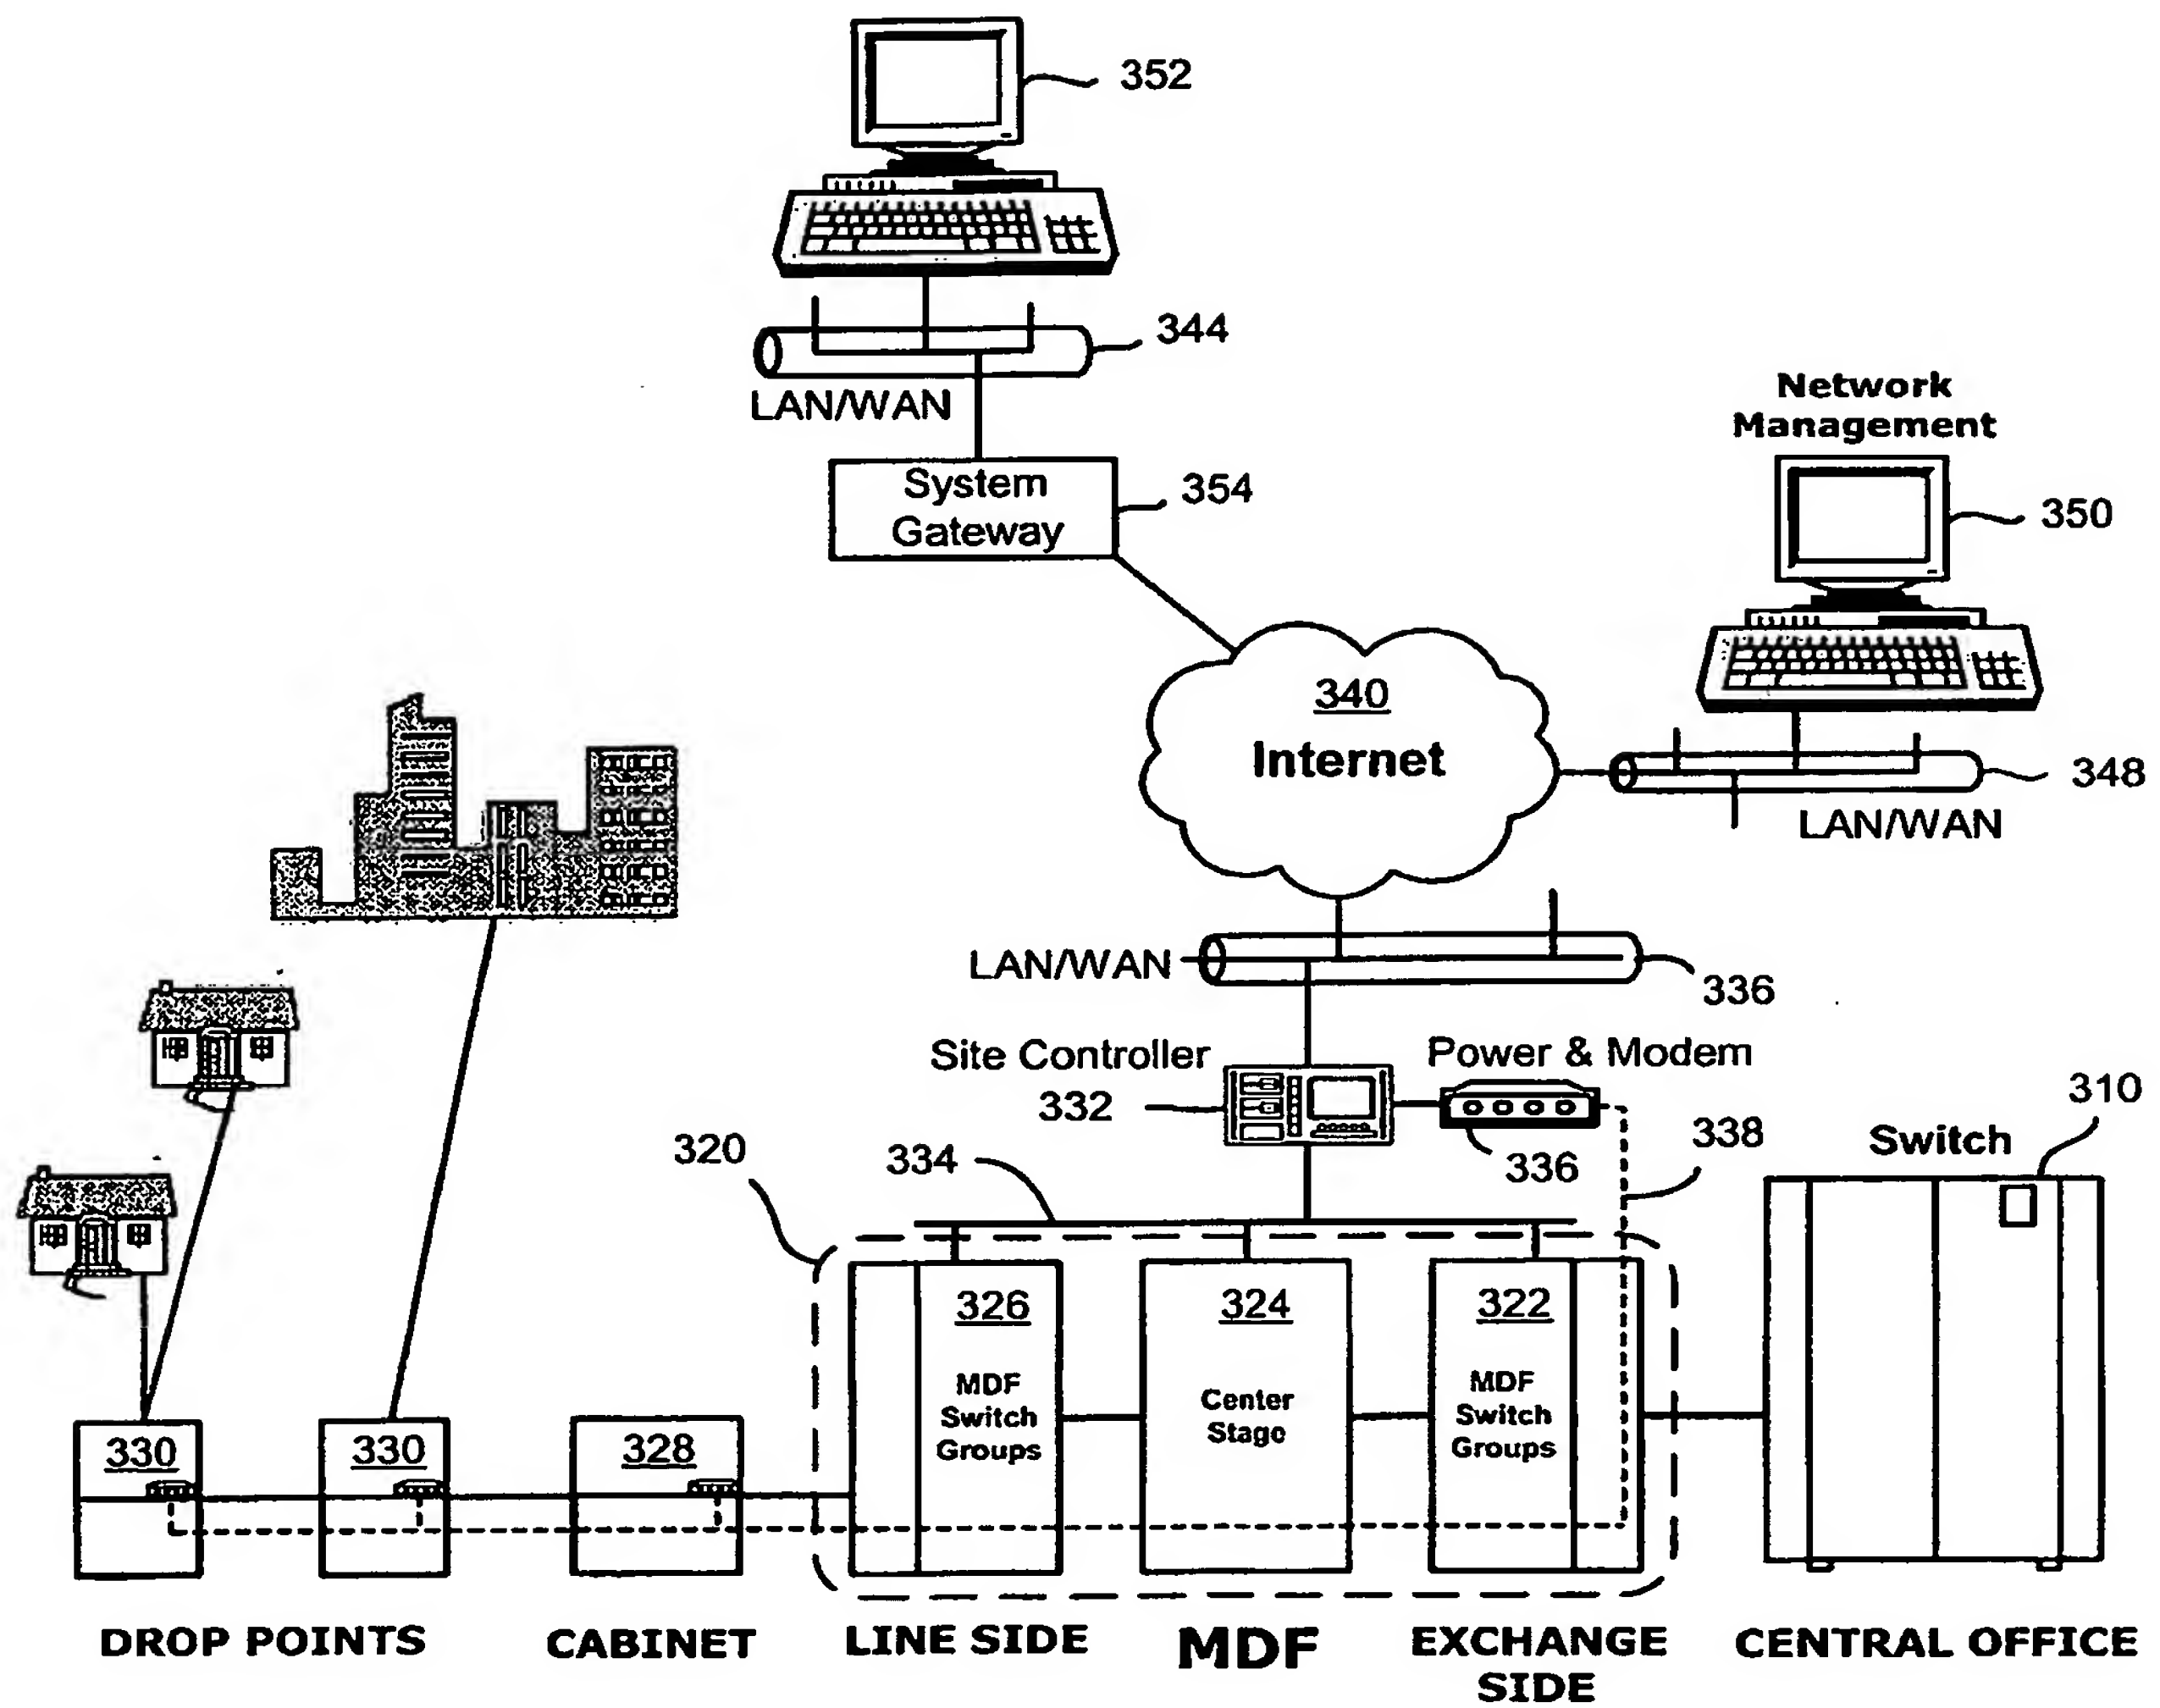 352
344
LAN/WAN
Network
Management
System
Gateway
354
350
340
Internet
348
LAN/WAN
LAN/WAN
336
Site Controller
332
Power & Modem
336
338
310
Switch
320
334
326
MDF
Switch
Groups
324
Center
Stage
322
MDF
Switch
Groups
330
330
328
DROP POINTS
CABINET
LINE SIDE
MDF
EXCHANGE
SIDE
CENTRAL OFFICE